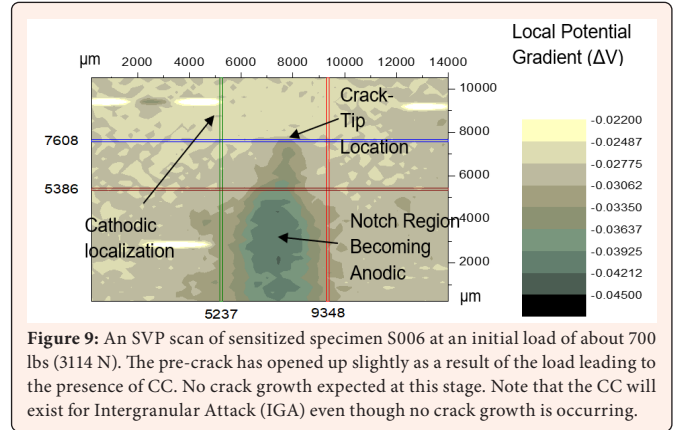 Local Potential
Gradient (ΔV)
µm 2000 4000 6000 8000 10000 12000 14000
10000
8000
6000
4000
2000
µm
7608
5386
5237 9348
Crack-
Tip
Location
Cathodic
localization
Notch Region
Becoming
Anodic
-0.02200
-0.02487
-0.02775
-0.03062
-0.03350
-0.03637
-0.03925
-0.04212
-0.04500
Figure 9: An SVP scan of sensitized specimen S006 at an initial load of about 700
lbs (3114 N). The pre-crack has opened up slightly as a result of the load leading to
the presence of CC. No crack growth expected at this stage. Note that the CC will
exist for Intergranular Attack (IGA) even though no crack growth is occurring.